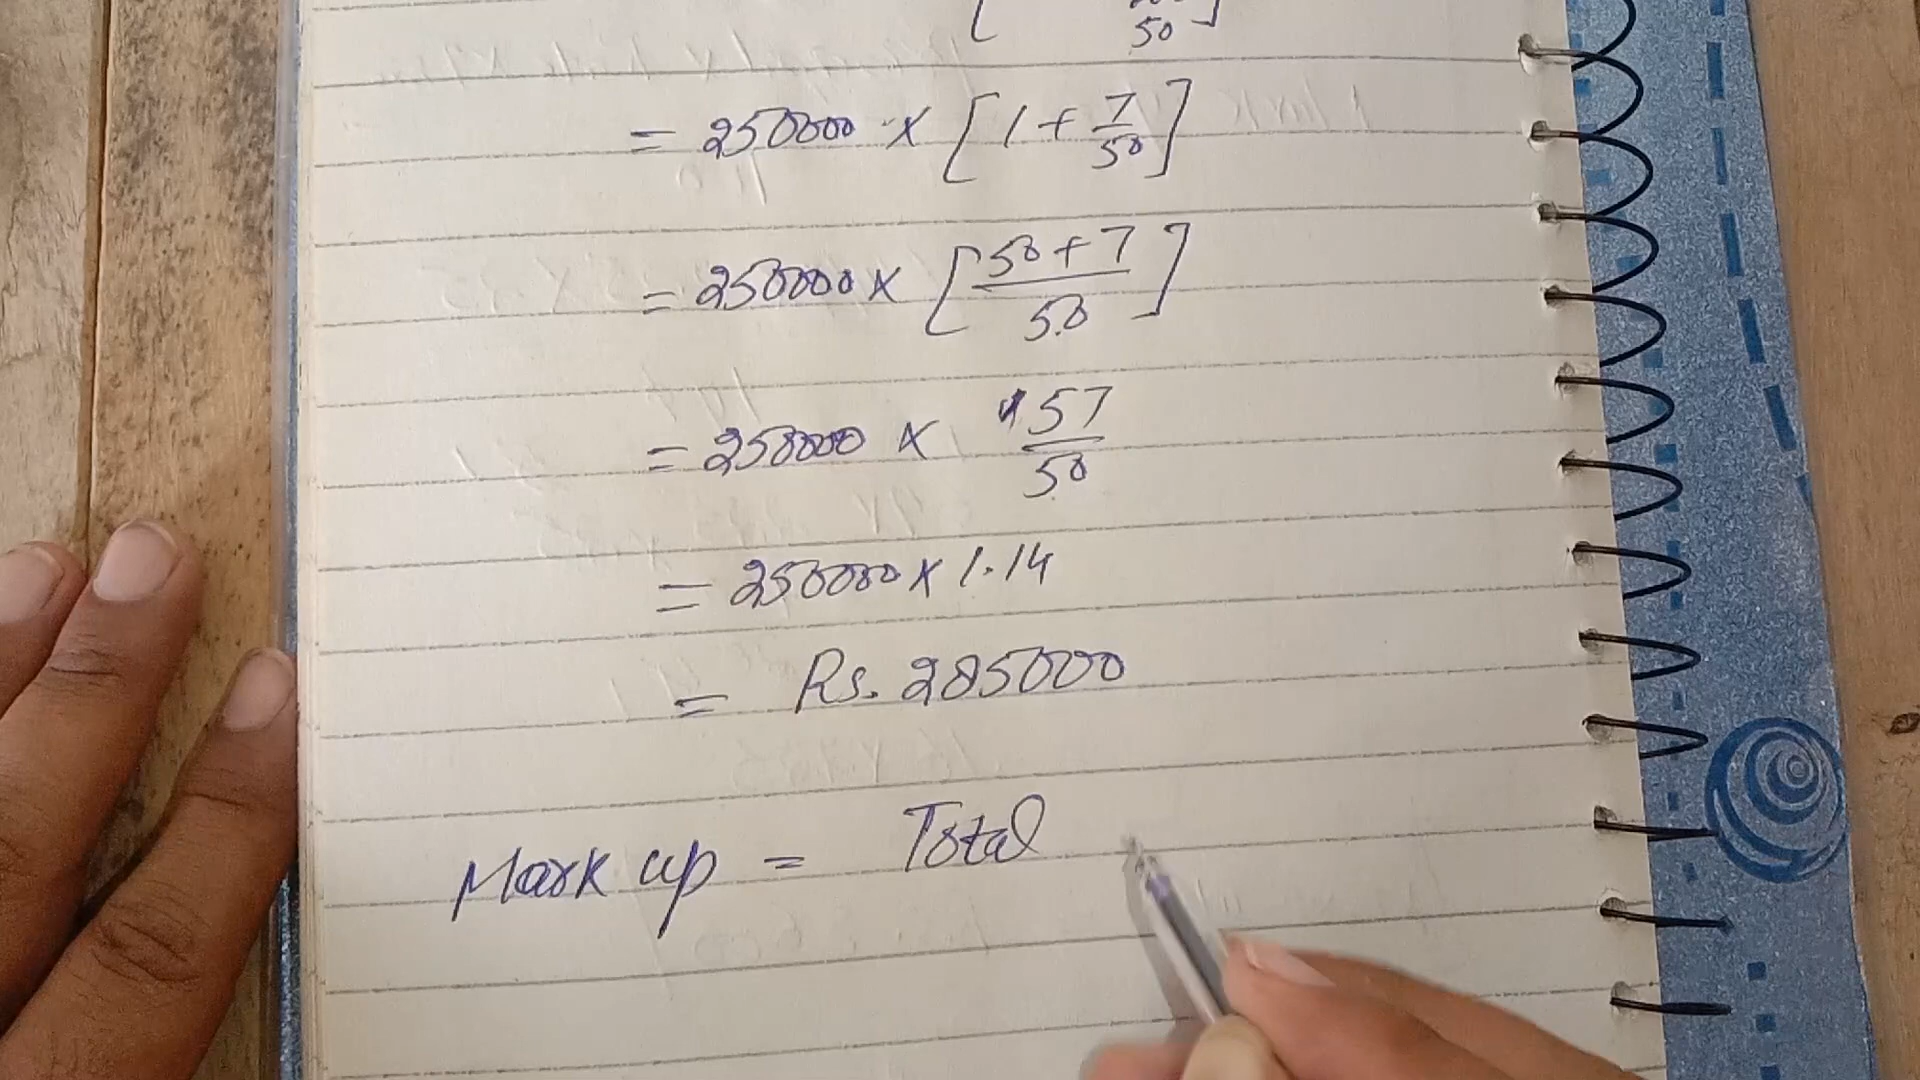 [ 50 ]
= 250000 × [1 + 7/50]
= 250000 × [50+7/50]
= 250000 × 57/50
= 250000 × 1.14
= Rs. 285000
Mark up = Total